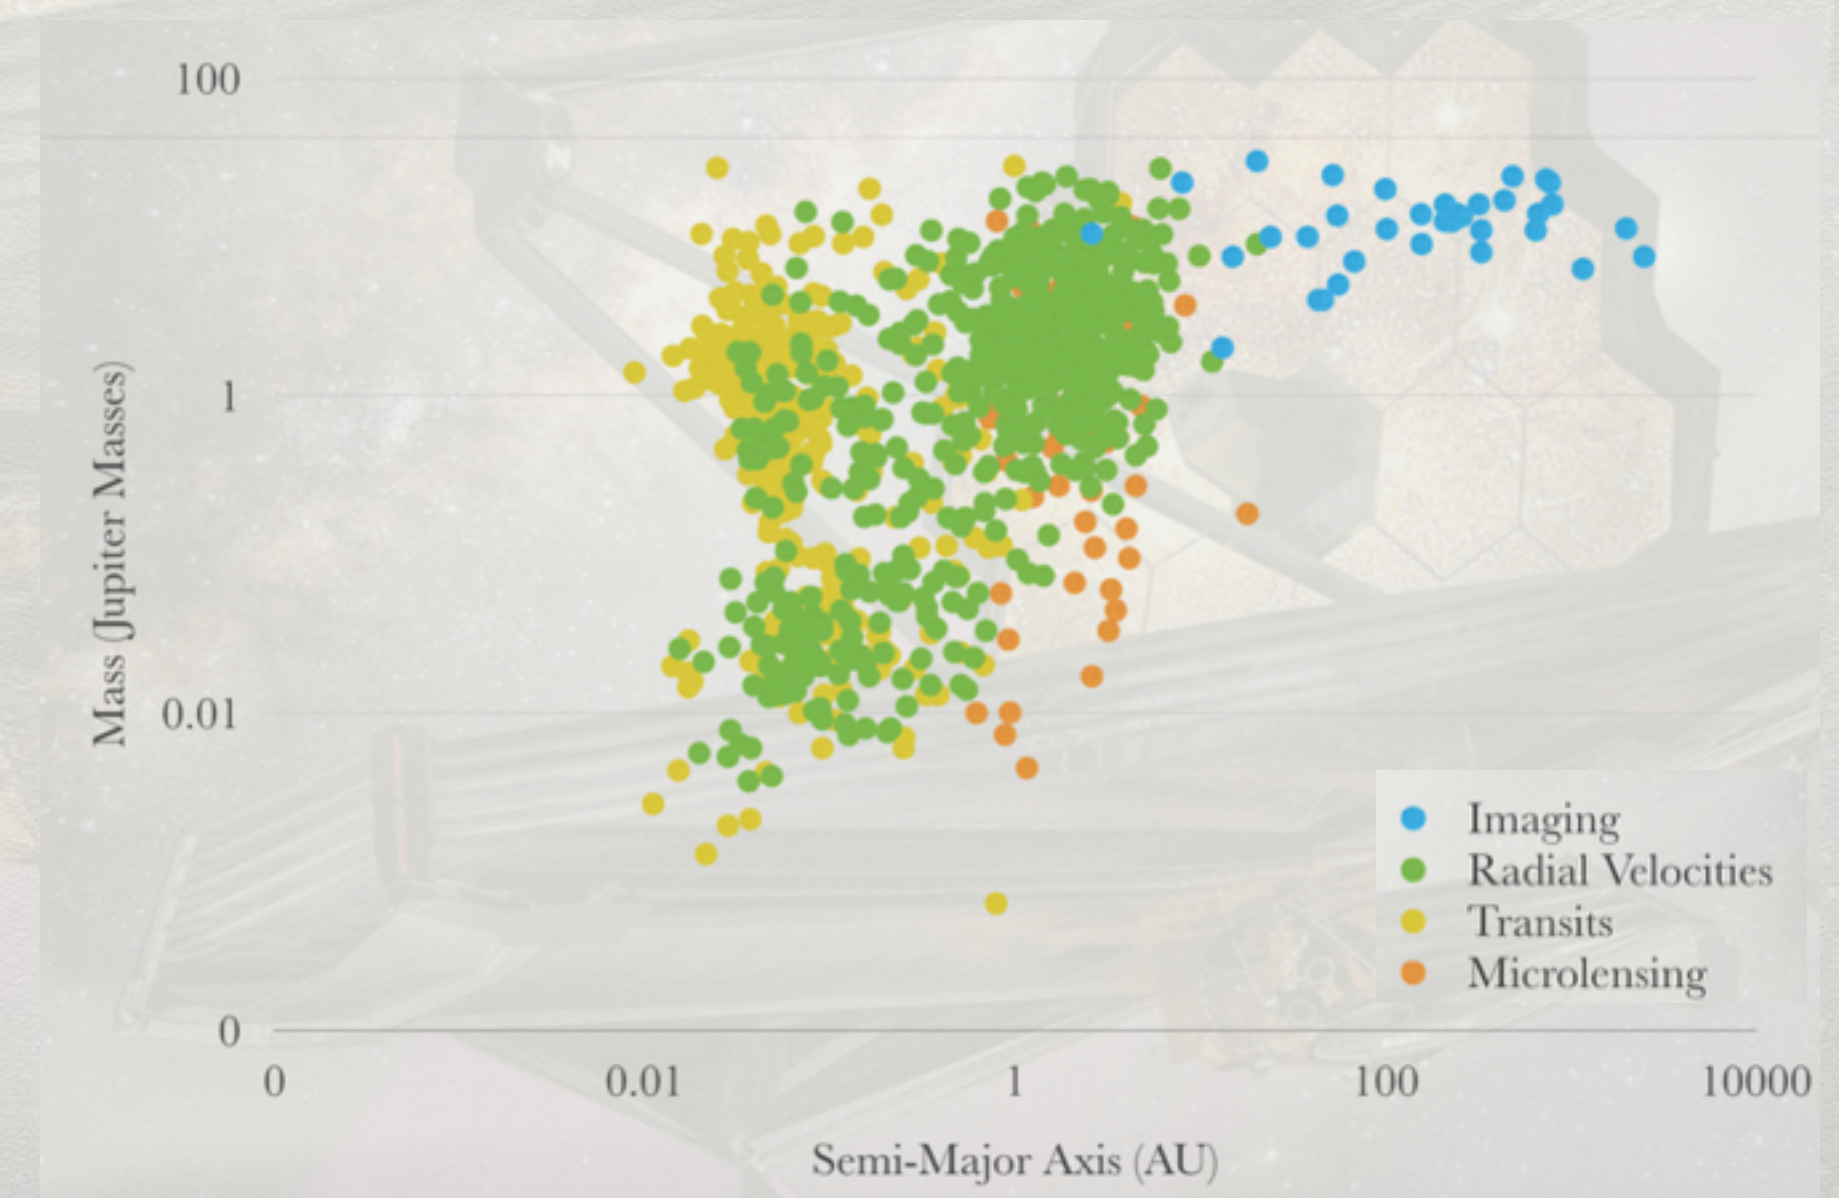 100
1
0.01
0
Mass (Jupiter Masses)
0
0.01
1
100
10000
Semi-Major Axis (AU)
Imaging
Radial Velocities
Transits
Microlensing